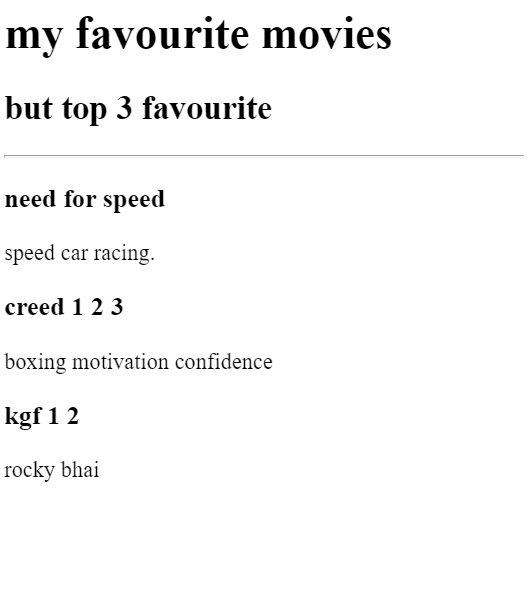 my favourite movies
but top 3 favourite
need for speed
speed car racing.
creed 1 2 3
boxing motivation confidence
kgf 1 2
rocky bhai